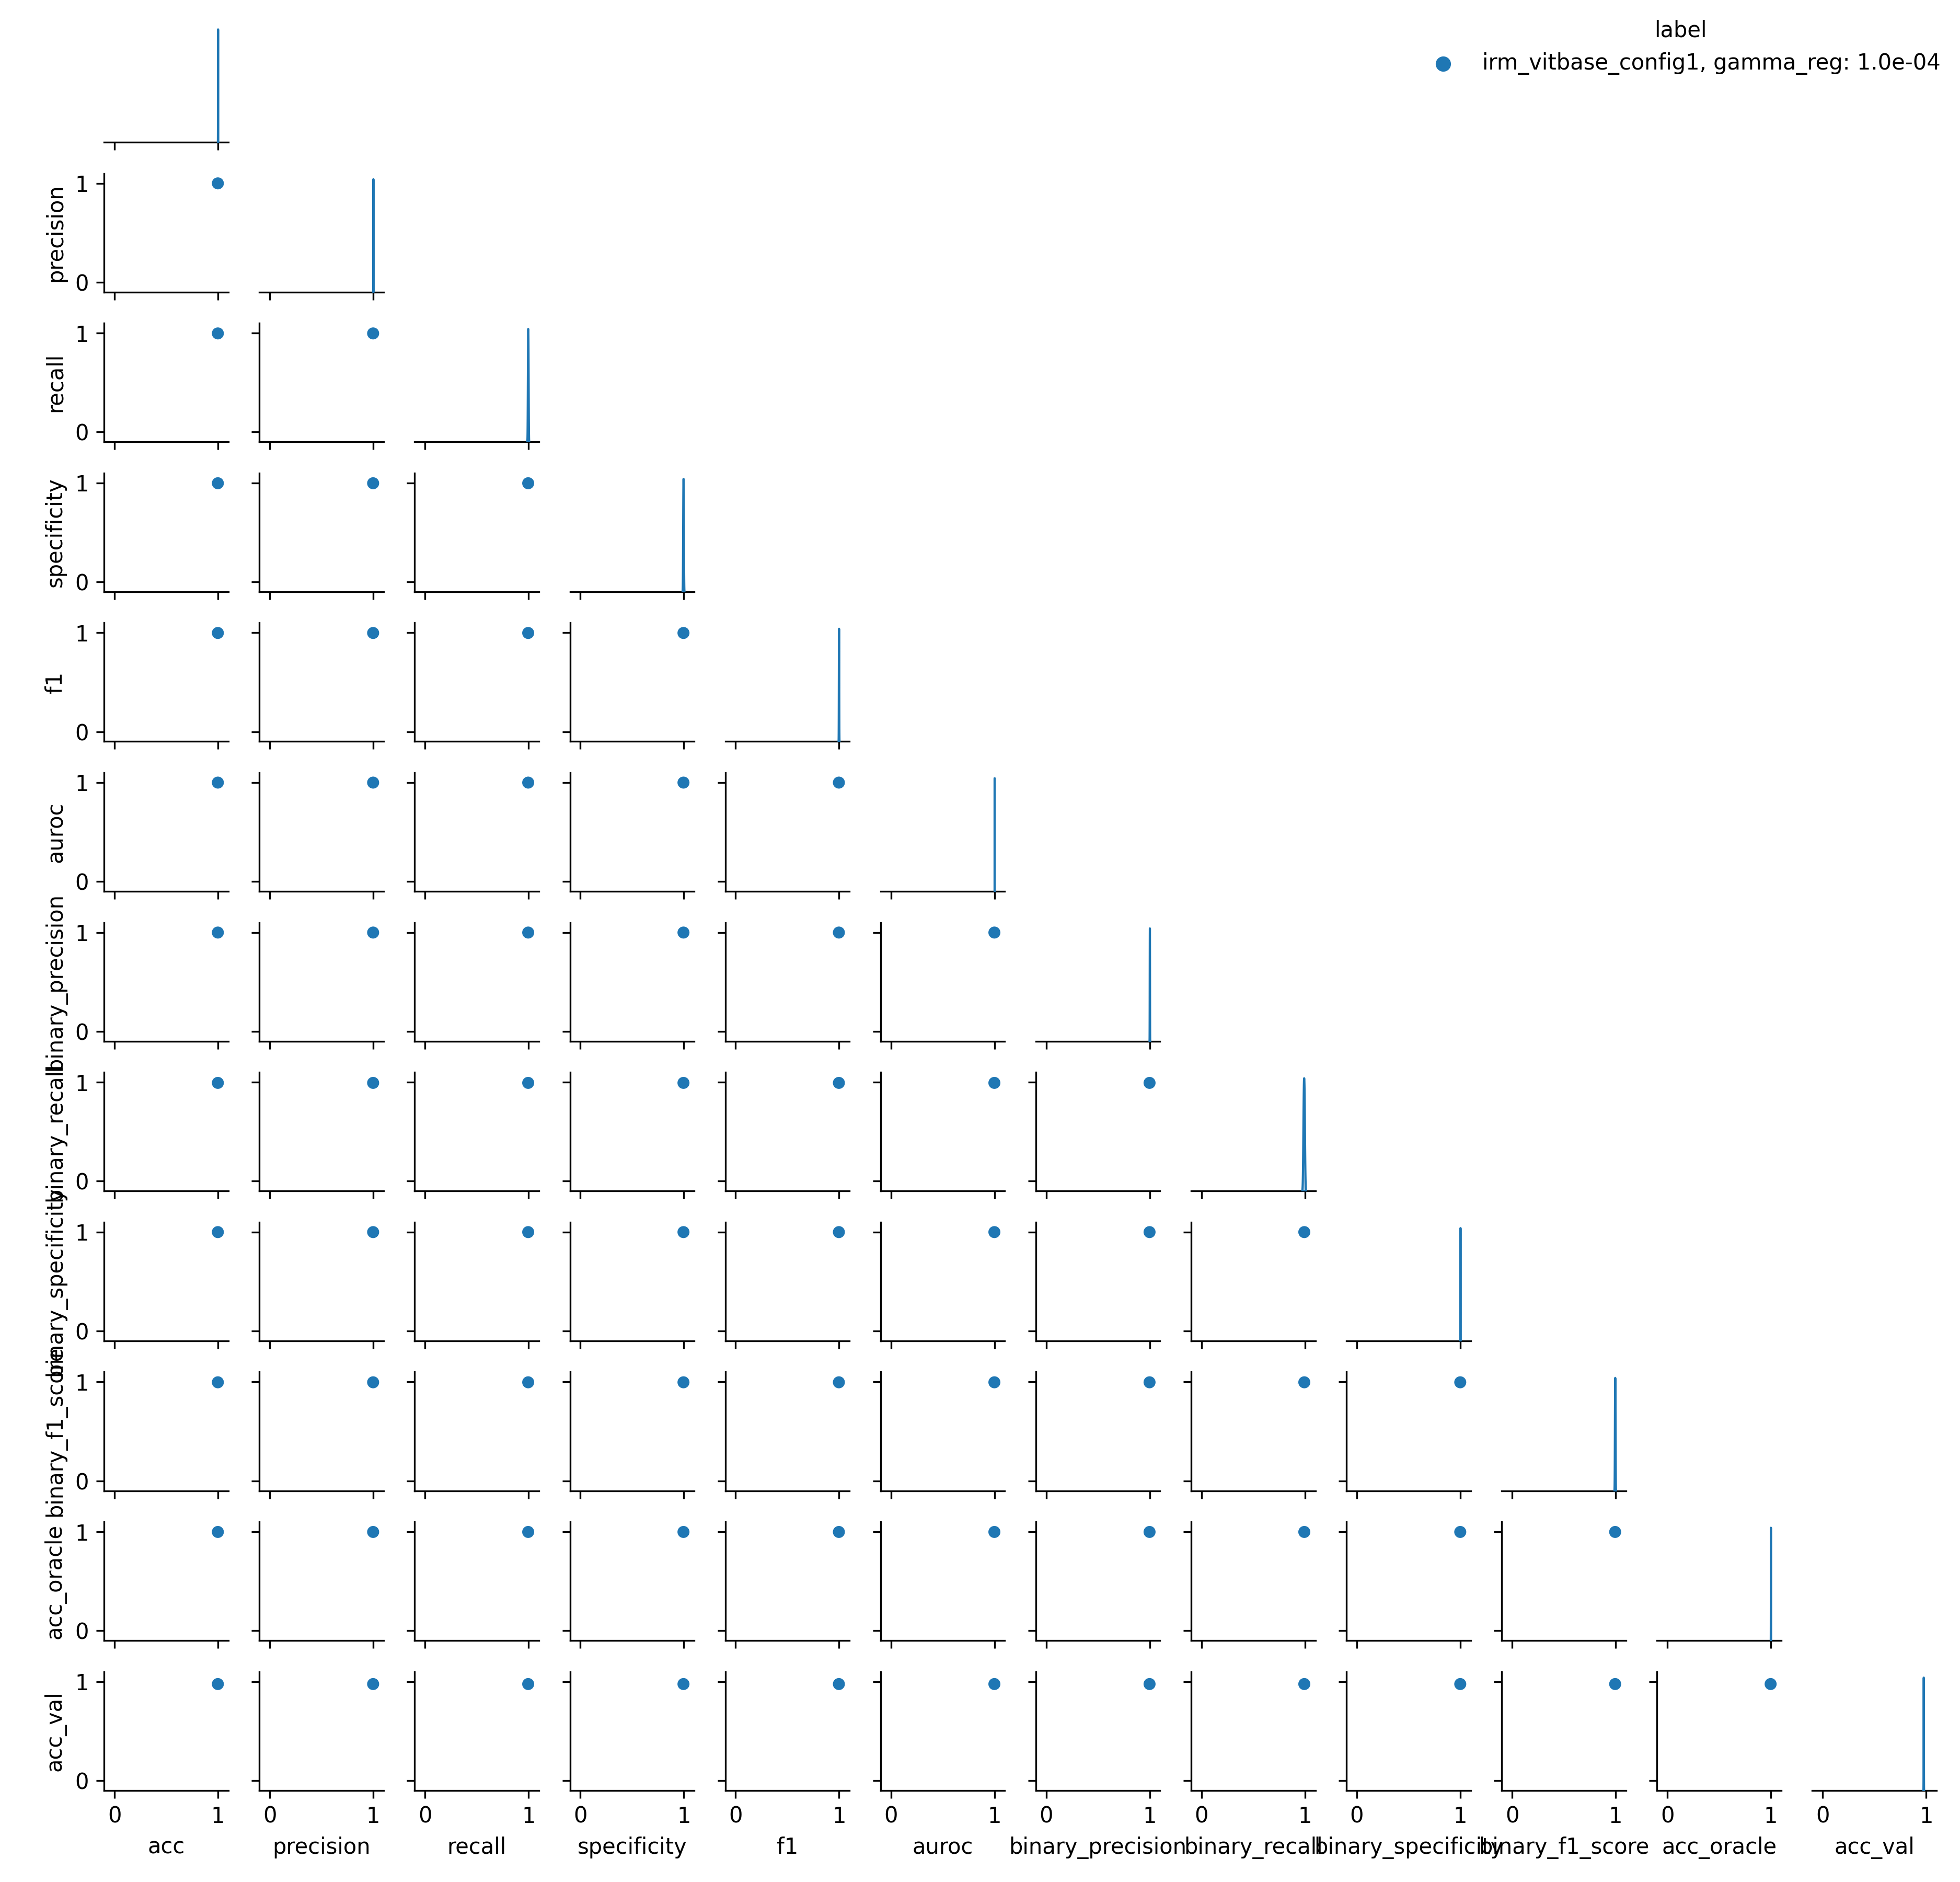 label
irm_vitbase_config1, gamma_reg: 1.0e-04
precision
1
0
recall
1
0
specificity
1
0
f1
1
0
auroc
1
0
binary_precision
1
0
binary_recall
1
0
binary_specificity
1
0
binary_f1_score
1
0
acc_oracle
1
0
acc_val
1
0
0 1 0 1 0 1 0 1 0 1 0 1 0 1 0 1 0 1 0 1 0 1 0 1
acc precision recall specificity f1 auroc binary_precision binary_recall binary_specificity binary_f1_score acc_oracle acc_val